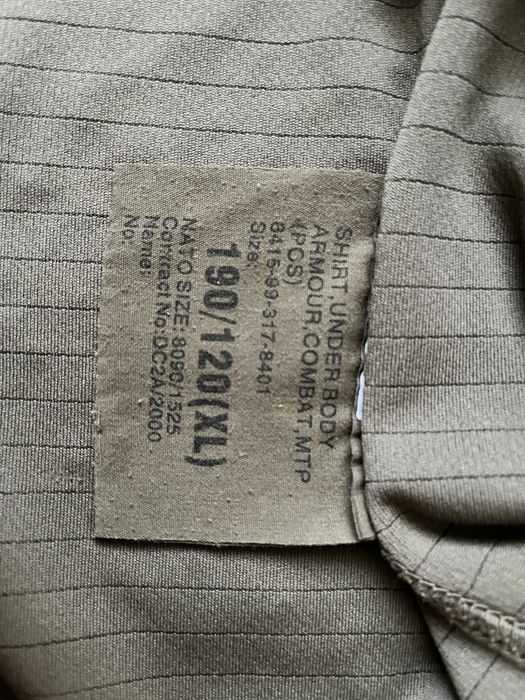 SHIRT,UNDER BODY
ARMOUR,COMBAT,MTP
(PCS)
8415-99-317-8401
Size:
190/120(XL)
NATO SIZE: 8090/1525
Contract No.DC2A/2000
Name:
No.